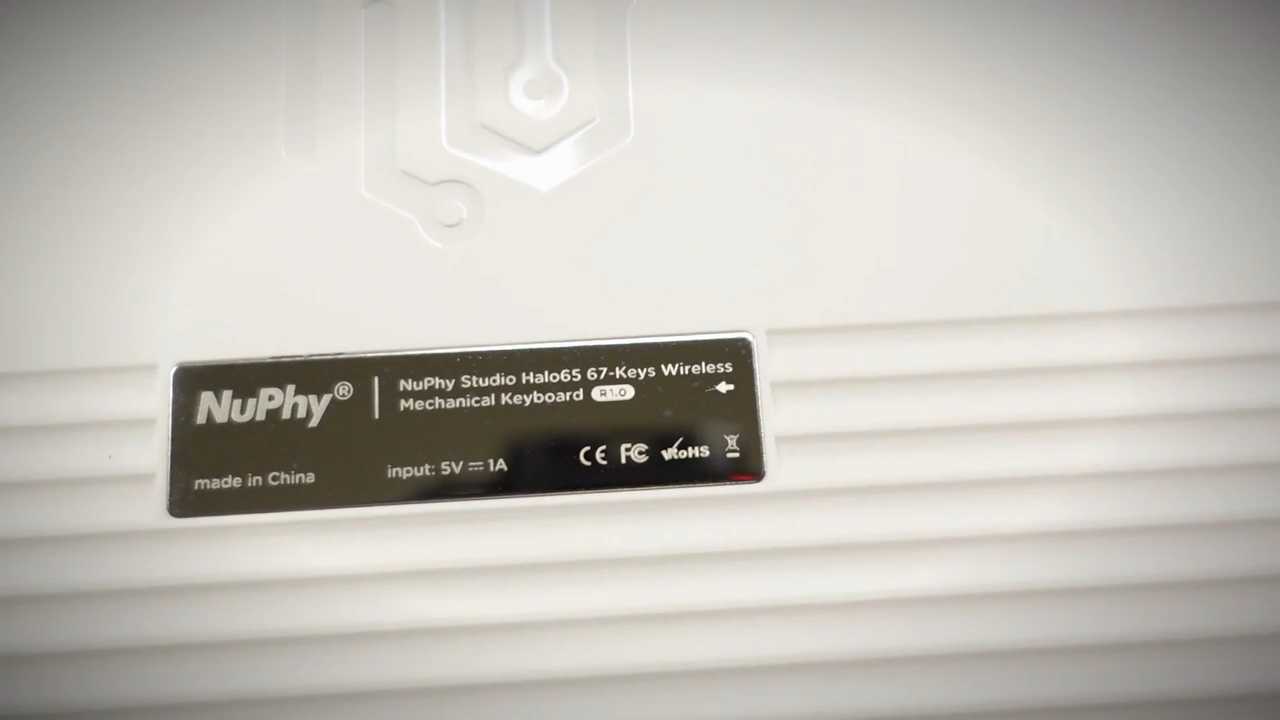 NuPhy®
NuPhy Studio Halo65 67-Keys Wireless
Mechanical Keyboard R1.0
made in China
input: 5V ⎓ 1A
CE FC RoHS